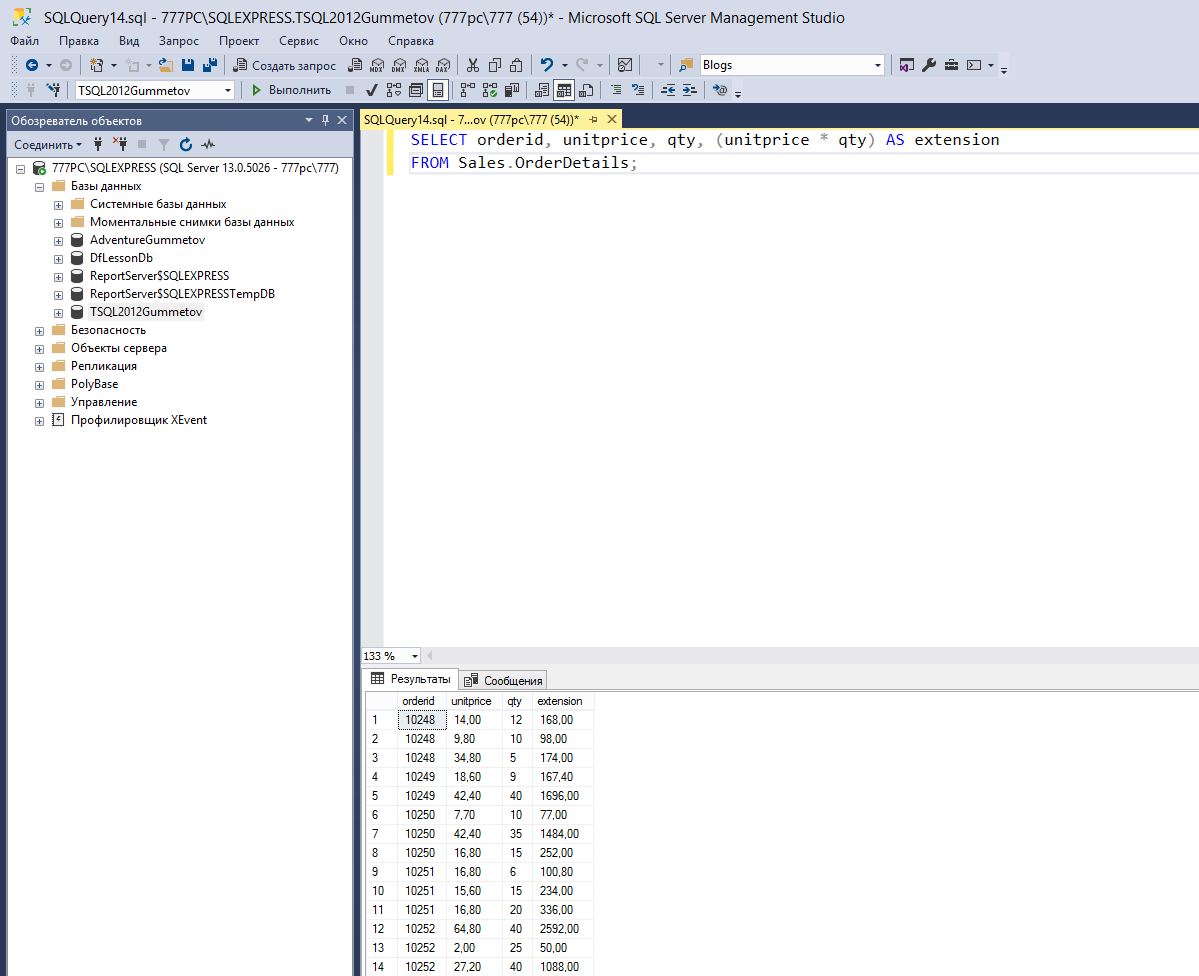 SQLQuery14.sql - 777PC\SQLEXPRESS.TSQL2012Gummetov (777pc\777 (54))* - Microsoft SQL Server Management Studio
Файл Правка Вид Запрос Проект Сервис Окно Справка
Создать запрос MDX DMX XMLA DAX Blogs
TSQL2012Gummetov Выполнить
Обозреватель объектов
Соединить
777PC\SQLEXPRESS (SQL Server 13.0.5026 - 777pc\777)
Базы данных
Системные базы данных
Моментальные снимки базы данных
AdventureGummetov
DfLessonDb
ReportServer$SQLEXPRESS
ReportServer$SQLEXPRESSTempDB
TSQL2012Gummetov
Безопасность
Объекты сервера
Репликация
PolyBase
Управление
Профилировщик XEvent
SQLQuery14.sql - 7...ov (777pc\777 (54))*
SELECT orderid, unitprice, qty, (unitprice * qty) AS extension
FROM Sales.OrderDetails;
133 %
Результаты Сообщения
orderid unitprice qty extension
1 10248 14,00 12 168,00
2 10248 9,80 10 98,00
3 10248 34,80 5 174,00
4 10249 18,60 9 167,40
5 10249 42,40 40 1696,00
6 10250 7,70 10 77,00
7 10250 42,40 35 1484,00
8 10250 16,80 15 252,00
9 10251 16,80 6 100,80
10 10251 15,60 15 234,00
11 10251 16,80 20 336,00
12 10252 64,80 40 2592,00
13 10252 2,00 25 50,00
14 10252 27,20 40 1088,00